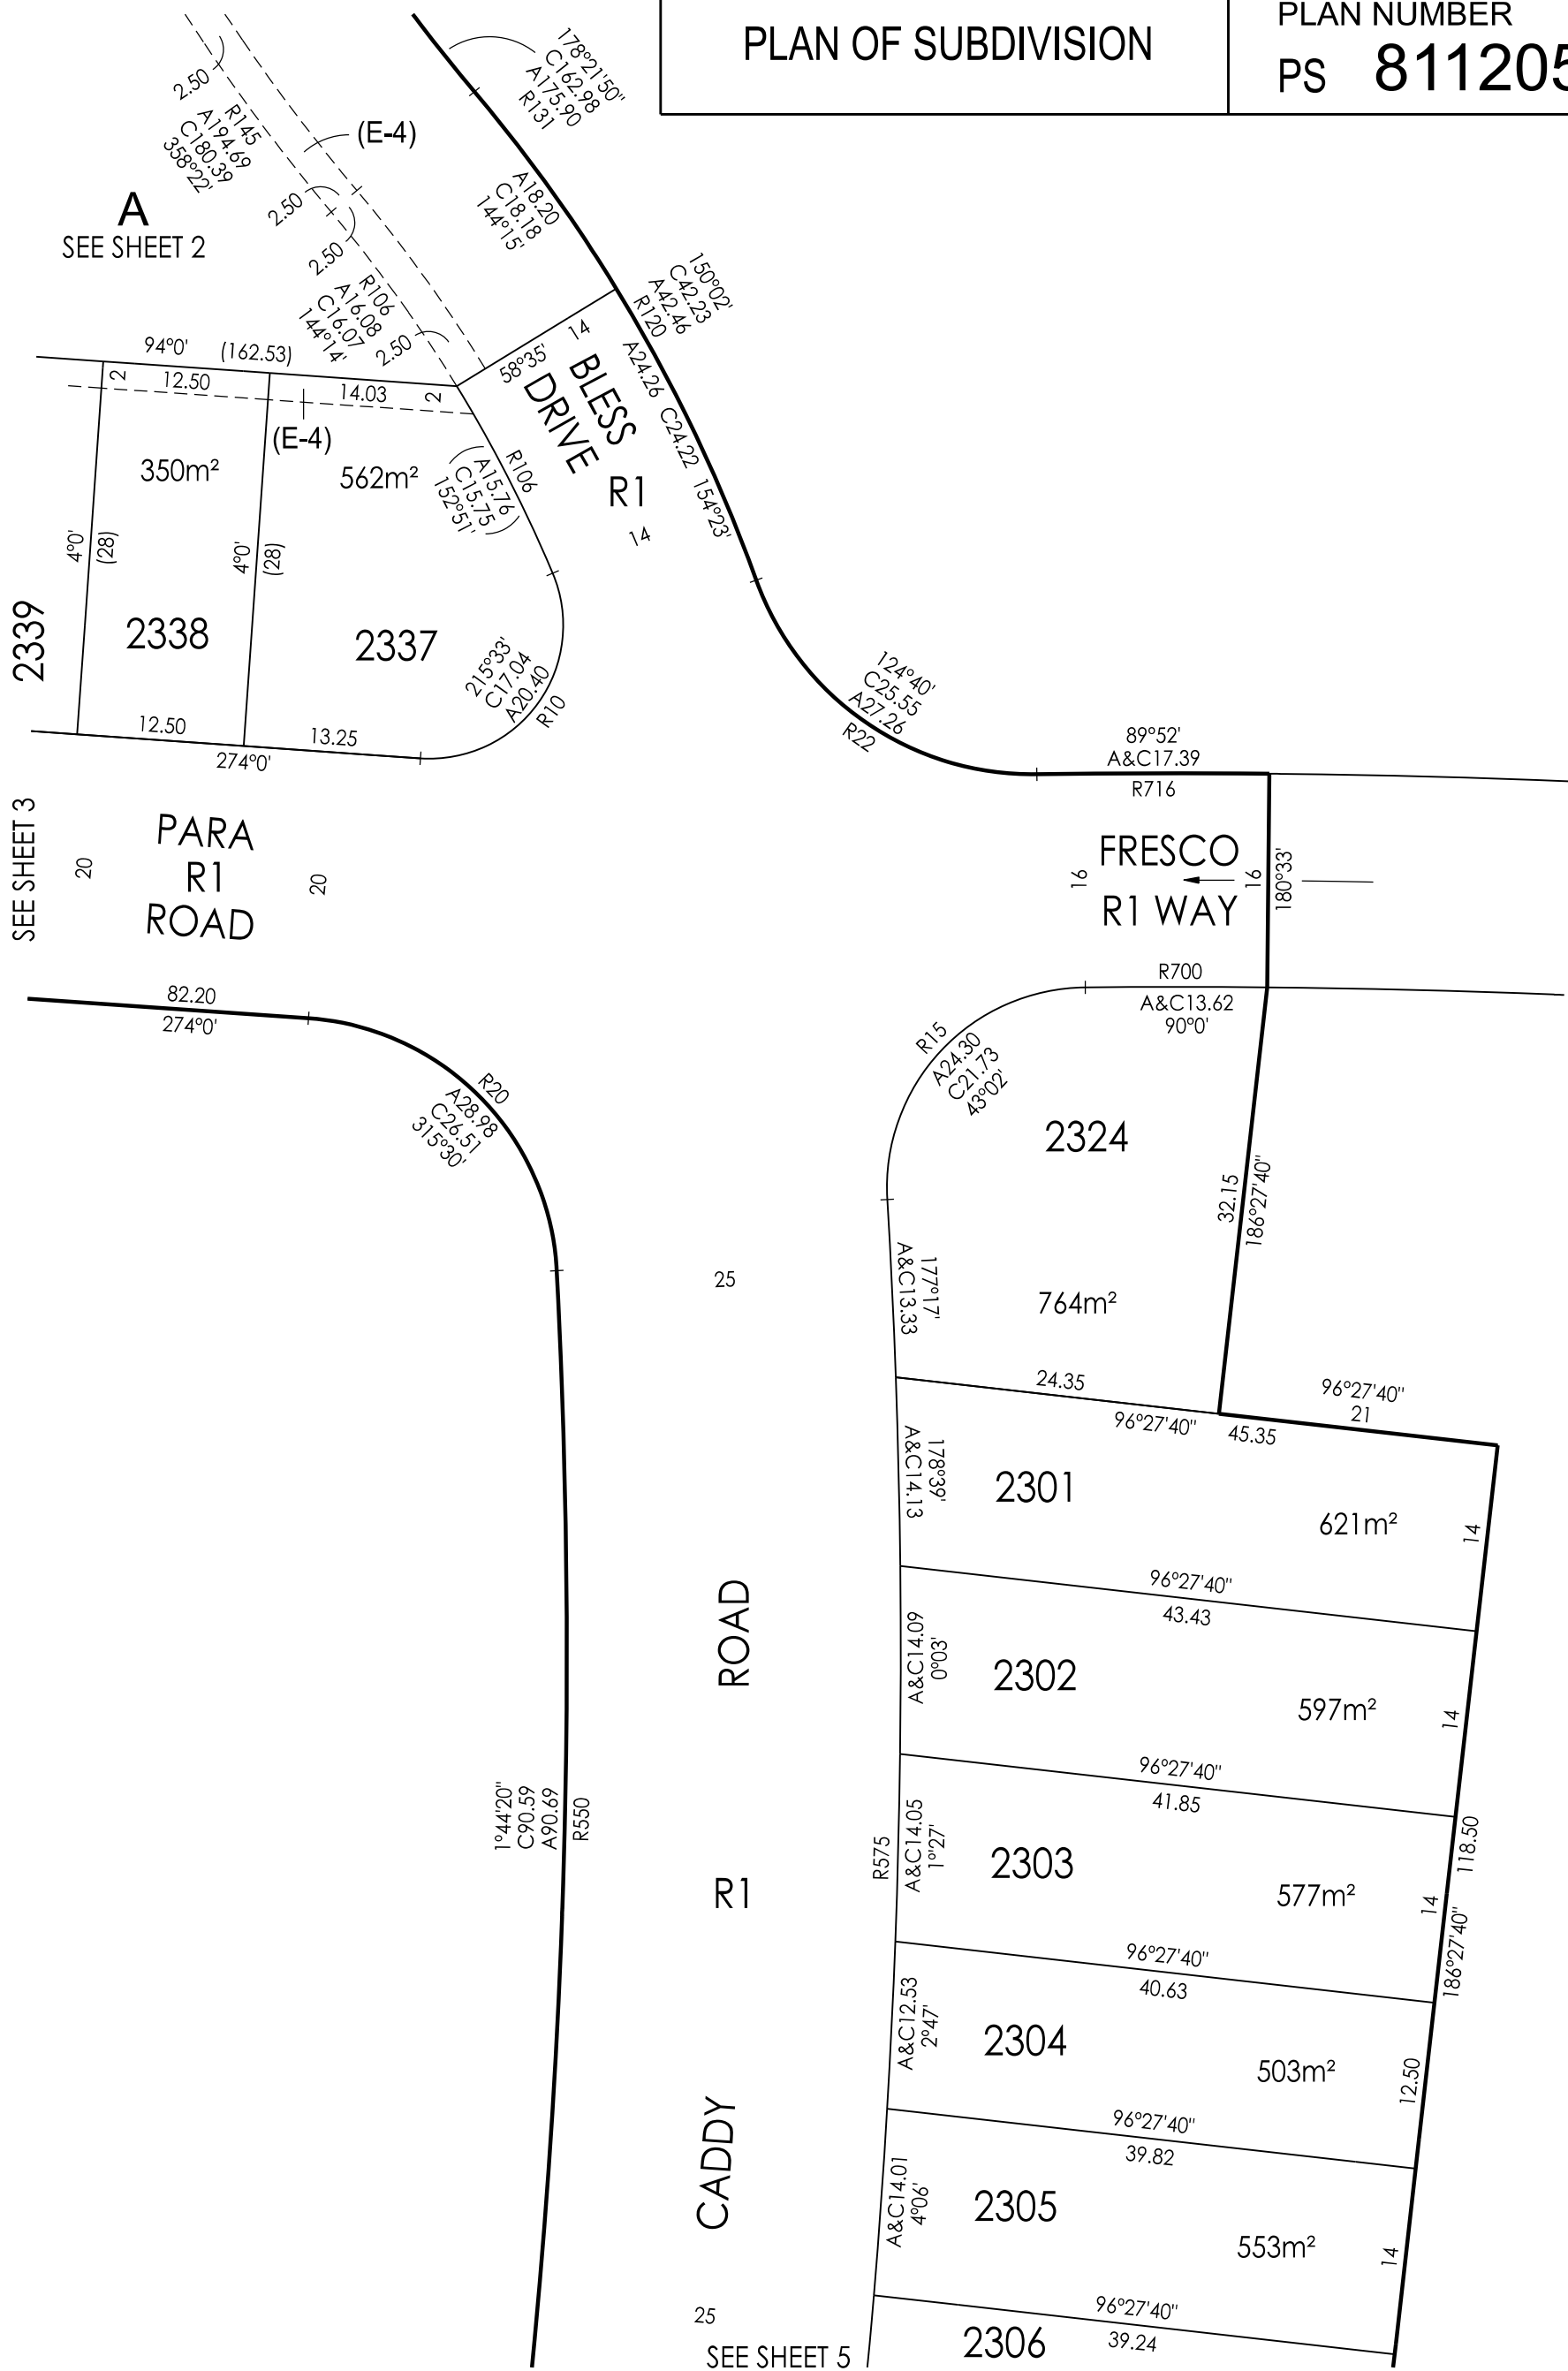 PLAN OF SUBDIVISION
PLAN NUMBER
PS 811205
178°21'50"
C162.98
A175.90
R131
2.50
R145
A194.69
C180.39
358°22'
(E-4)
A
SEE SHEET 2
2.50
2.50
A18.20
C18.18
144°15'
R106
A16.08
C16.07
144°14'
2.50
150°02'
C42.23
A42.46
R120
94°0'
(162.53)
2
12.50
14.03
2
(E-4)
58°35'
14
BLESS
DRIVE
R1
14
A24.26 C24.22 154°23'
350m²
562m²
R106
A15.76
C15.75
152°51'
4°0'
(28)
4°0'
(28)
2339
2338
2337
215°33'
C17.04
A20.40
R10
12.50
13.25
274°0'
124°40'
C25.55
A27.26
R22
89°52'
A&C17.39
R716
SEE SHEET 3
20
PARA
R1
ROAD
20
FRESCO
R1 WAY
16
16
180°33'
82.20
274°0'
R20
A28.98
C26.51
315°30'
R700
A&C13.62
90°0'
R15
A24.30
C21.73
43°02'
2324
32.15
186°27'40"
25
177°17'
A&C13.33
764m²
24.35
96°27'40"
45.35
96°27'40"
21
178°39'
A&C14.13
2301
621m²
14
96°27'40"
43.43
ROAD
A&C14.09
0°03'
2302
597m²
14
96°27'40"
41.85
1°44'20"
C90.59
A90.69
R550
R1
R575
A&C14.05
1°27'
2303
577m²
14
118.50
186°27'40"
96°27'40"
40.63
A&C12.53
2°47'
2304
503m²
12.50
96°27'40"
39.82
CADDY
A&C14.01
4°06'
2305
553m²
14
96°27'40"
39.24
25
SEE SHEET 5
2306